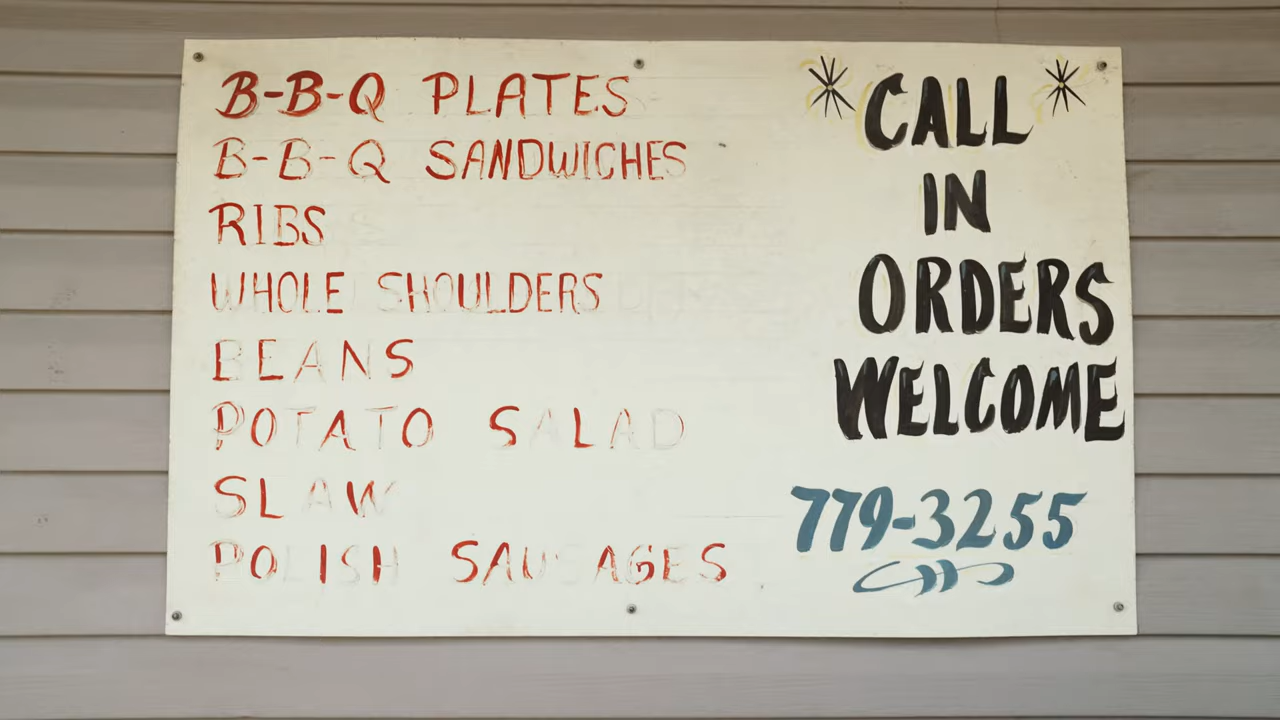 B-B-Q PLATES
B-B-Q SANDWICHES
RIBS
WHOLE SHOULDERS
BEANS
POTATO SALAD
SLAW
POLISH SAUSAGES
CALL
IN
ORDERS
WELCOME
779-3255